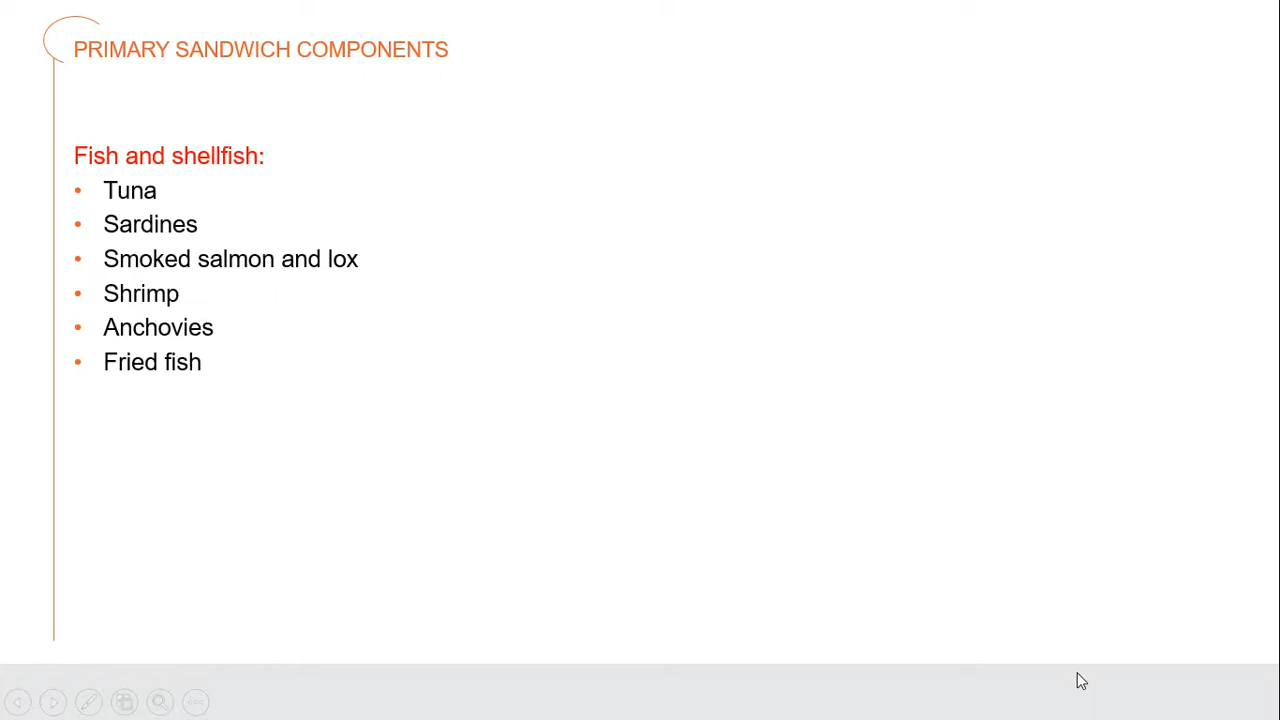 PRIMARY SANDWICH COMPONENTS
Fish and shellfish:
• Tuna
• Sardines
• Smoked salmon and lox
• Shrimp
• Anchovies
• Fried fish